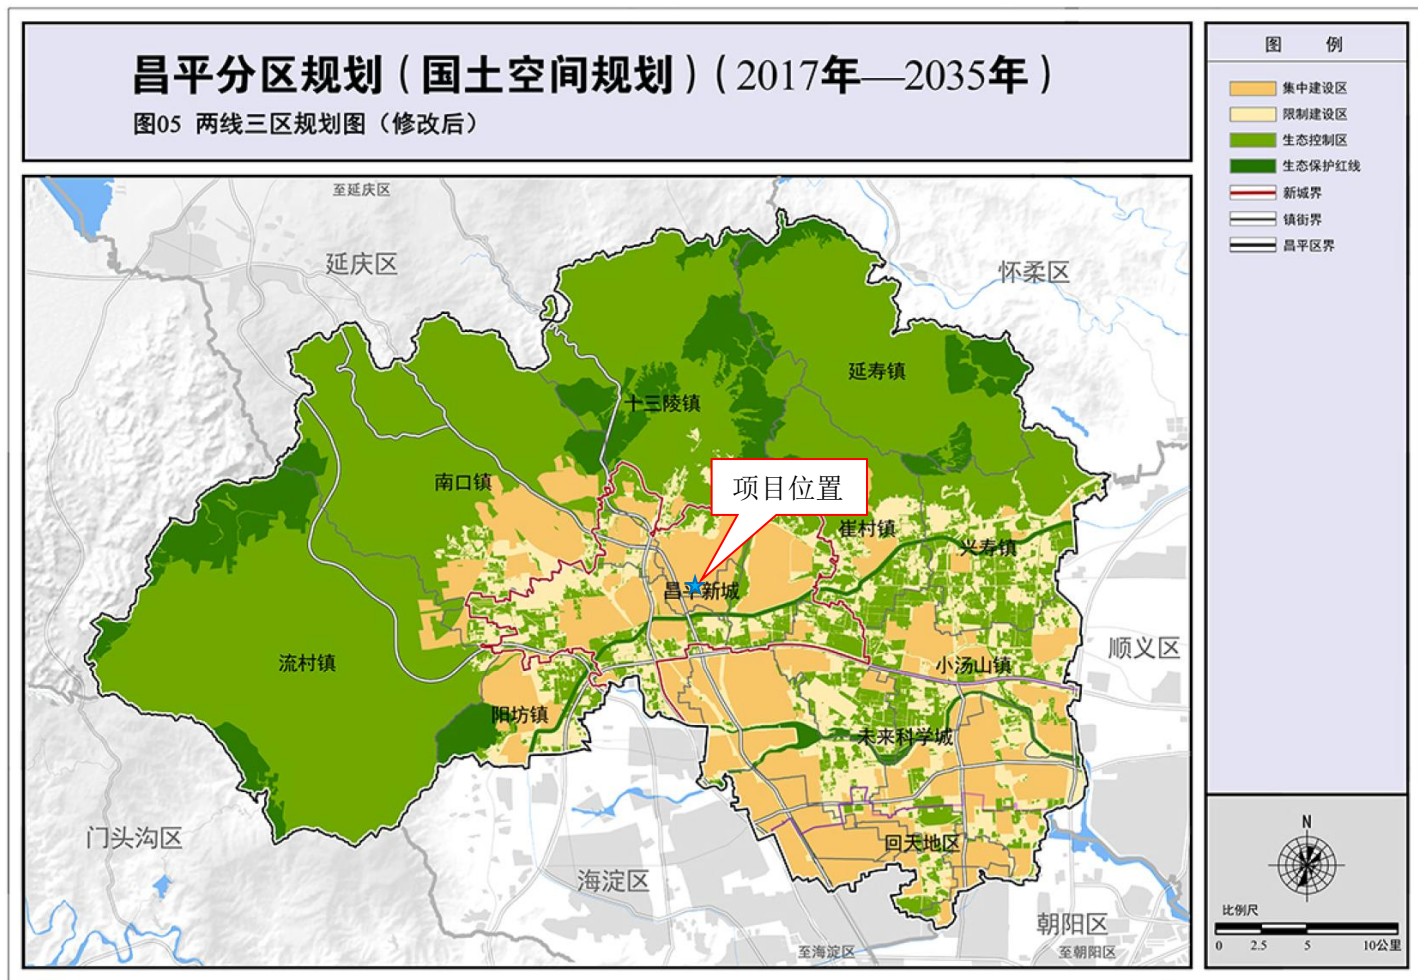 昌平分区规划（国土空间规划）（2017年—2035年）
图05 两线三区规划图（修改后）
图 例
集中建设区
限制建设区
生态控制区
生态保护红线
新城界
镇街界
昌平区界
至延庆区
延庆区
怀柔区
延寿镇
十三陵镇
南口镇
项目位置
崔村镇
兴寿镇
昌平新城
顺义区
流村镇
小汤山镇
阳坊镇
未来科学城
门头沟区
回天地区
海淀区
朝阳区
至海淀区
至朝阳区
N
比例尺
0 2.5 5 10公里